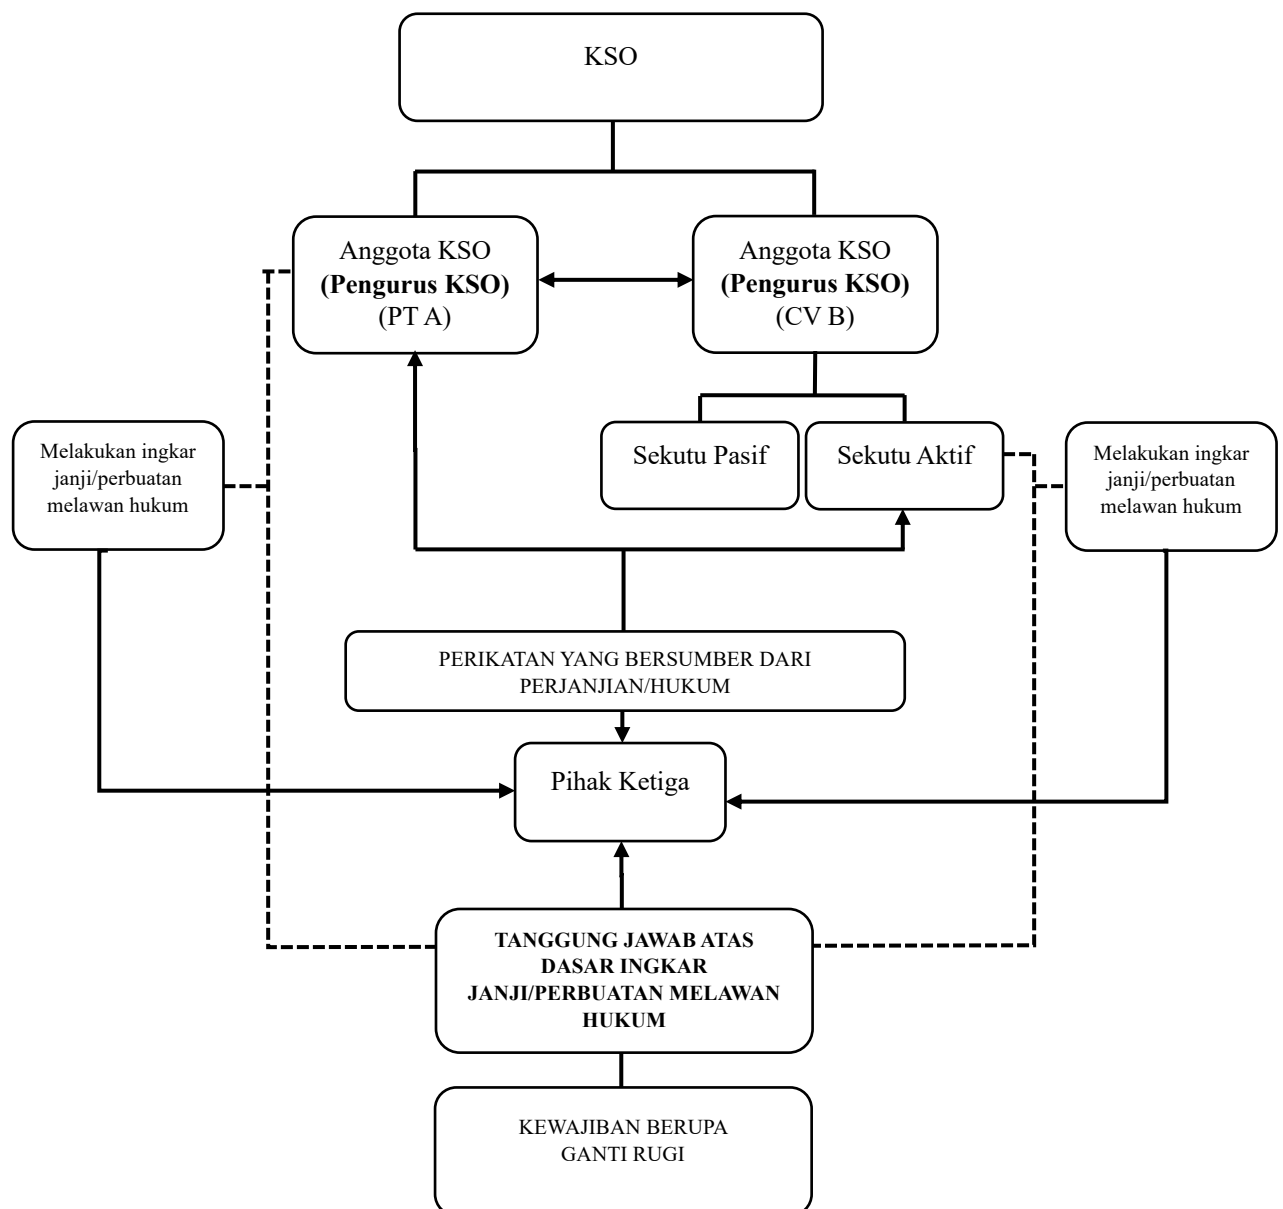 KSO
Anggota KSO
(Pengurus KSO)
(PT A)
Anggota KSO
(Pengurus KSO)
(CV B)
Melakukan ingkar
janji/perbuatan
melawan hukum
Sekutu Pasif
Sekutu Aktif
Melakukan ingkar
janji/perbuatan
melawan hukum
PERIKATAN YANG BERSUMBER DARI
PERJANJIAN/HUKUM
Pihak Ketiga
TANGGUNG JAWAB ATAS
DASAR INGKAR
JANJI/PERBUATAN MELAWAN
HUKUM
KEWAJIBAN BERUPA
GANTI RUGI